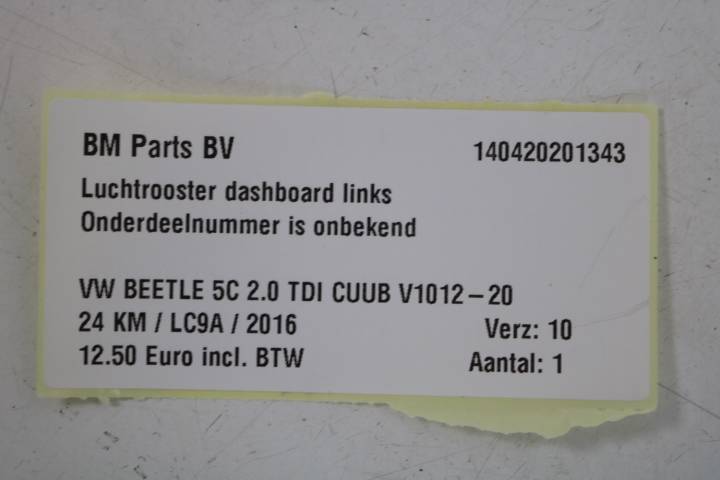 BM Parts BV 140420201343
Luchtrooster dashboard links
Onderdeelnummer is onbekend
VW BEETLE 5C 2.0 TDI CUUB V1012-20
24 KM / LC9A / 2016 Verz: 10
12.50 Euro incl. BTW Aantal: 1